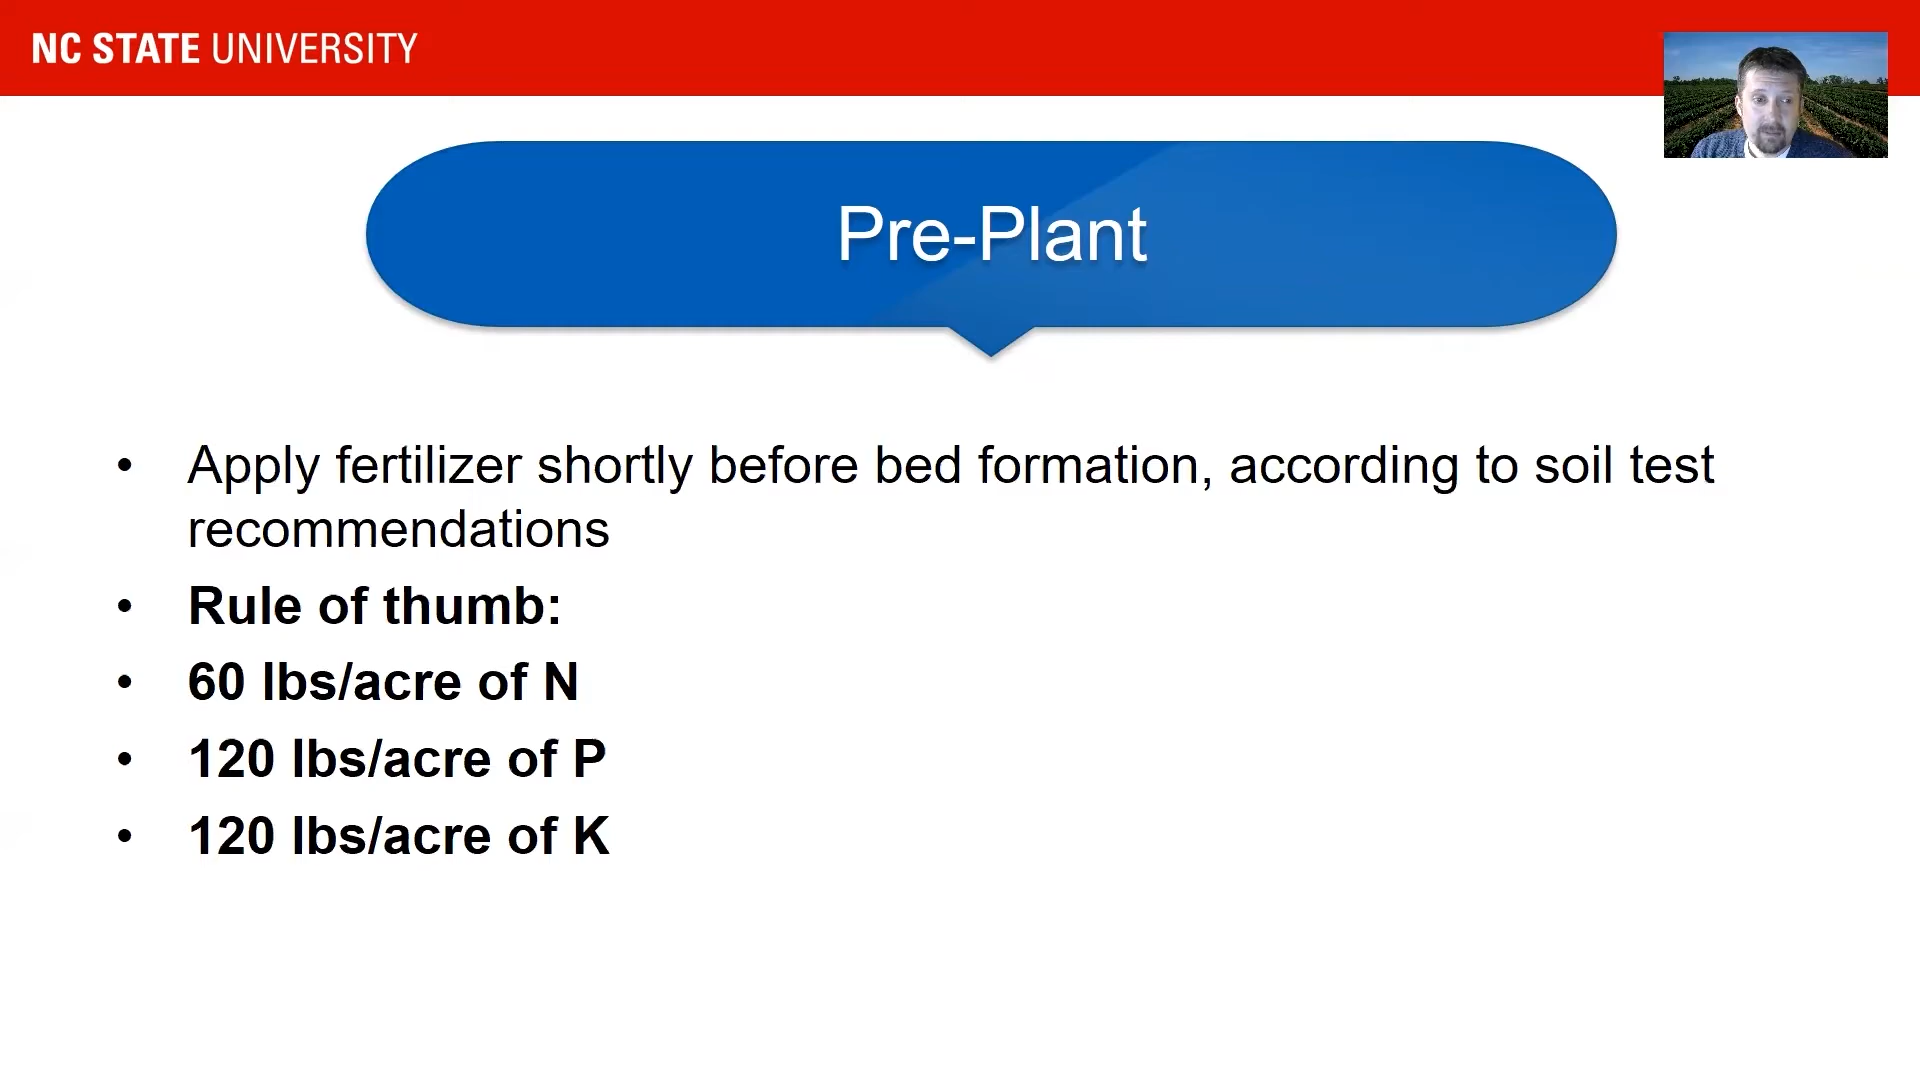 NC STATE UNIVERSITY
Pre-Plant
• Apply fertilizer shortly before bed formation, according to soil test
recommendations
• Rule of thumb:
• 60 lbs/acre of N
• 120 lbs/acre of P
• 120 lbs/acre of K